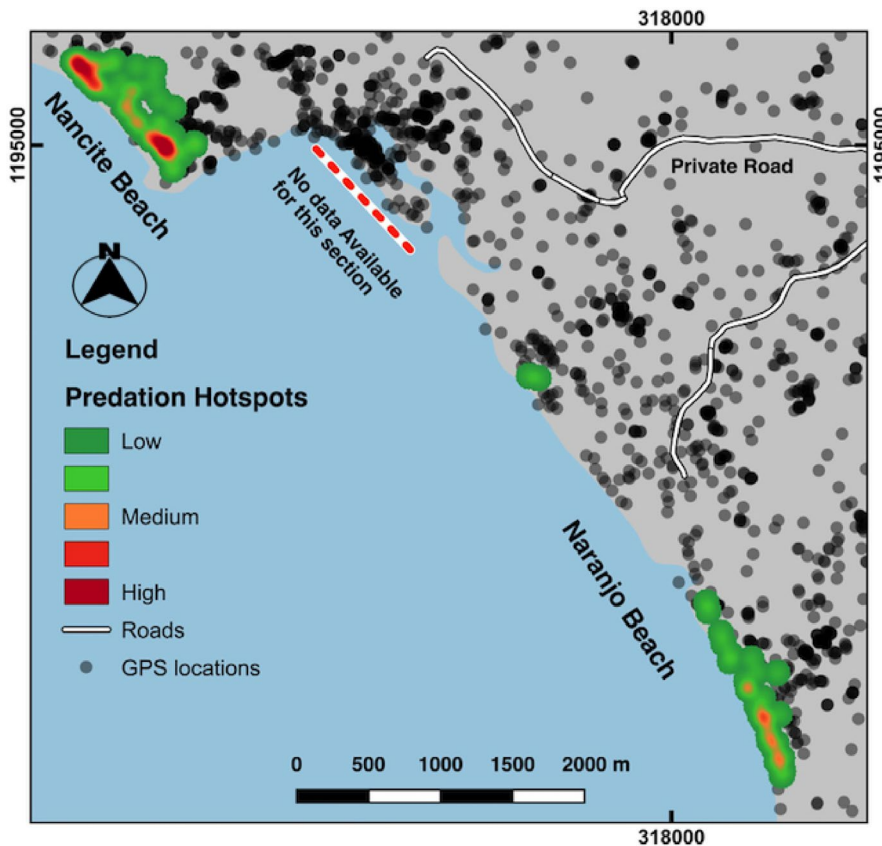 318000
1195000
1195000
Nancite Beach
Private Road
No data Available
for this section
N
Legend
Predation Hotspots
Low
Medium
High
Roads
GPS locations
Naranjo Beach
0 500 1000 1500 2000 m
318000